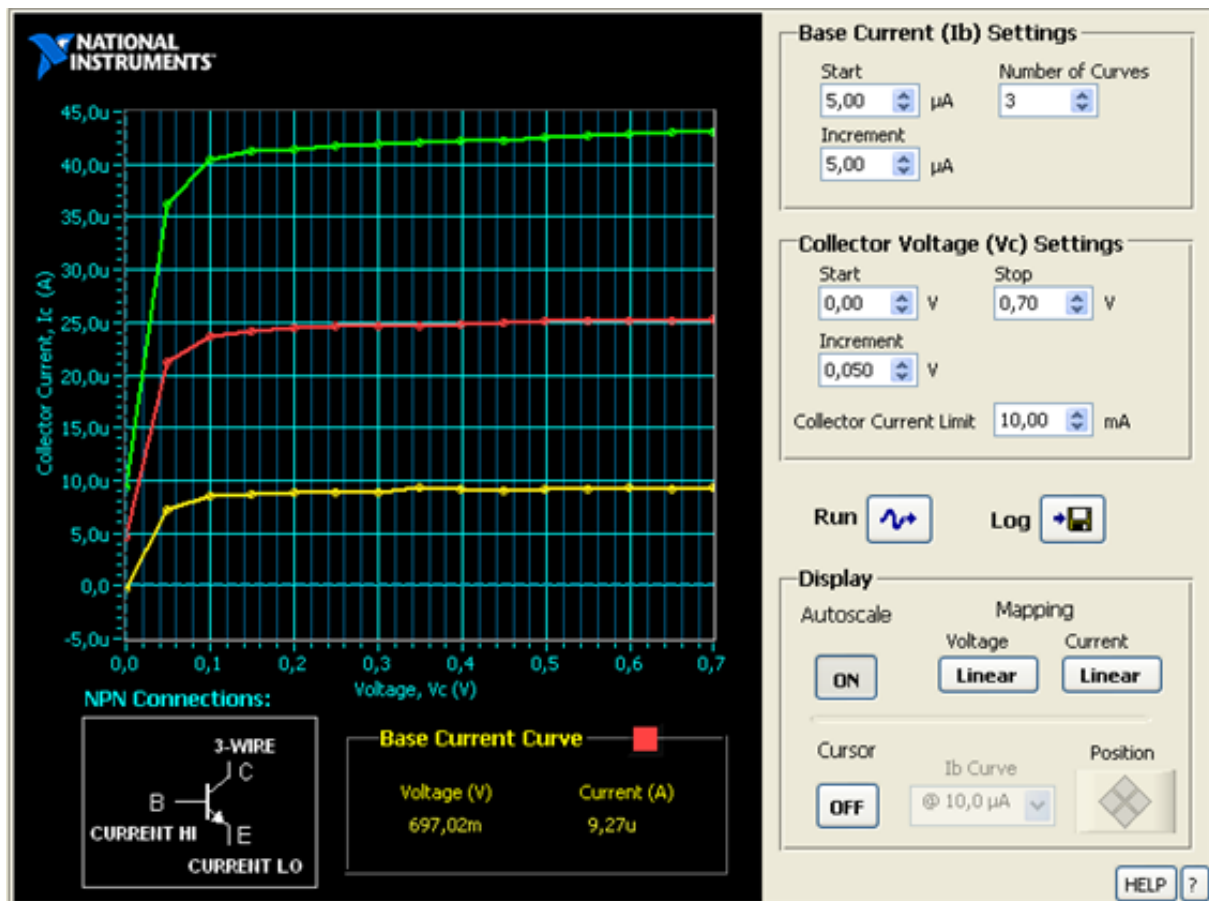 NATIONAL
INSTRUMENTS™
45,0u
40,0u
35,0u
30,0u
25,0u
20,0u
15,0u
10,0u
5,0u
0,0
-5,0u
Collector Current, Ic (A)
0,0 0,1 0,2 0,3 0,4 0,5 0,6 0,7
Voltage, Vc (V)
NPN Connections:
3-WIRE
C
B
E
CURRENT HI
CURRENT LO
Base Current Curve
Voltage (V) Current (A)
697,02m 9,27u
Base Current (Ib) Settings
Start Number of Curves
5,00 µA 3
Increment
5,00 µA
Collector Voltage (Vc) Settings
Start Stop
0,00 V 0,70 V
Increment
0,050 V
Collector Current Limit 10,00 mA
Run Log
Display
Autoscale Mapping
Voltage Current
ON Linear Linear
Cursor Ib Curve Position
OFF @ 10,0 µA
HELP ?